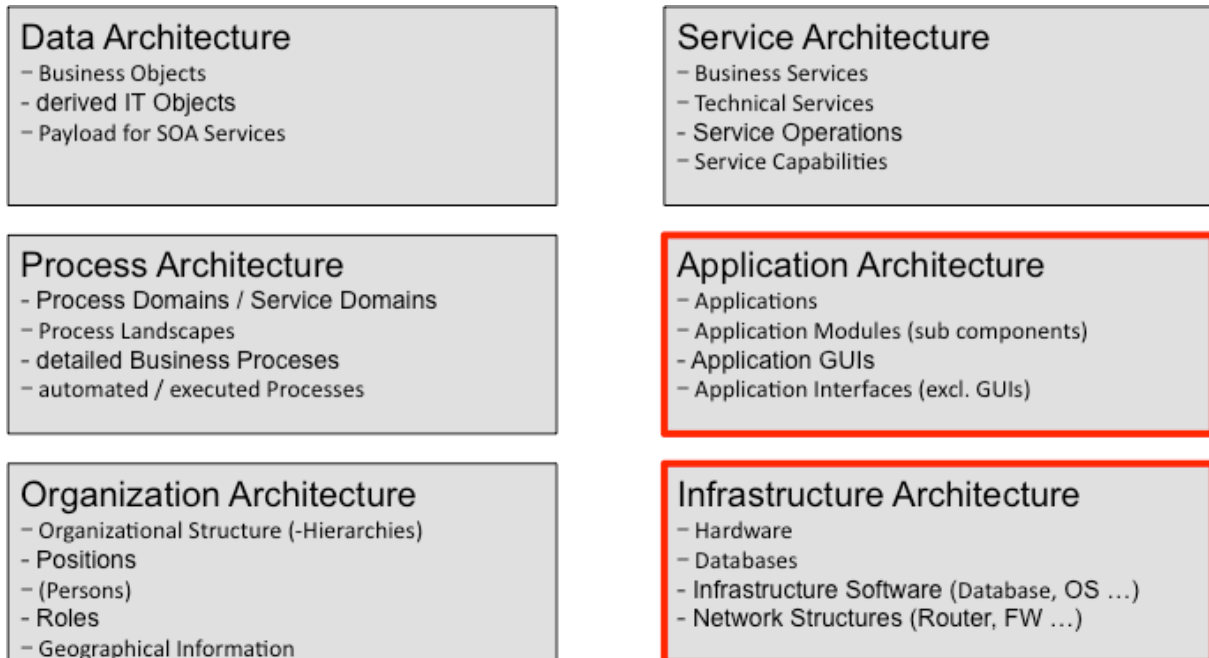 Data Architecture
– Business Objects
- derived IT Objects
– Payload for SOA Services
Service Architecture
– Business Services
– Technical Services
- Service Operations
– Service Capabilities
Process Architecture
- Process Domains / Service Domains
– Process Landscapes
- detailed Business Proceses
– automated / executed Processes
Application Architecture
– Applications
– Application Modules (sub components)
- Application GUIs
– Application Interfaces (excl. GUIs)
Organization Architecture
– Organizational Structure (-Hierarchies)
- Positions
– (Persons)
- Roles
– Geographical Information
Infrastructure Architecture
– Hardware
– Databases
- Infrastructure Software (Database, OS ...)
- Network Structures (Router, FW ...)